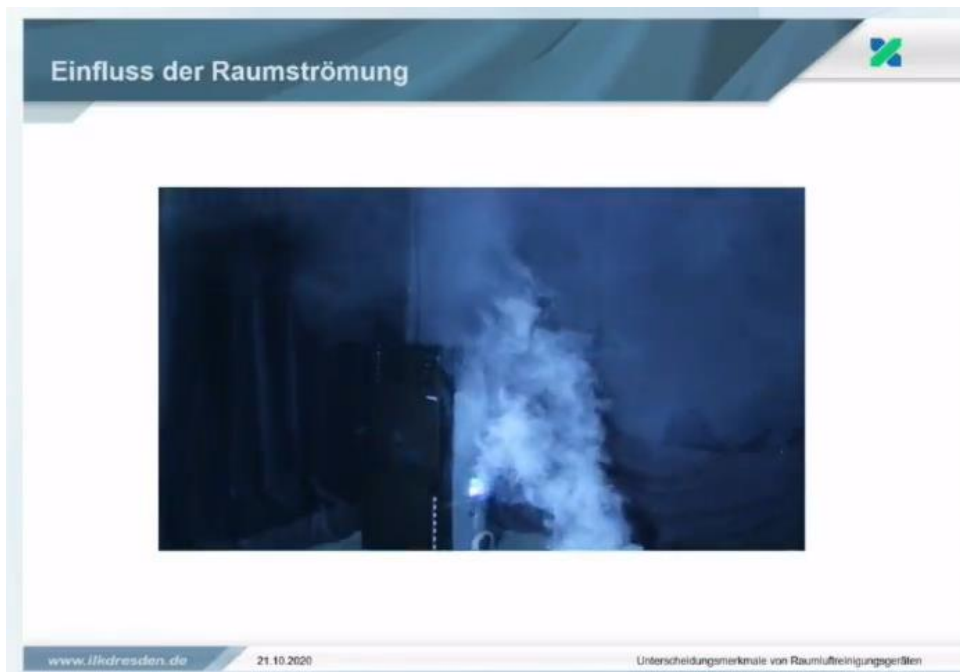 Einfluss der Raumströmung
www.ilkdresden.de
21.10.2020
Unterscheidungsmerkmale von Raumluftreinigungsgeräten